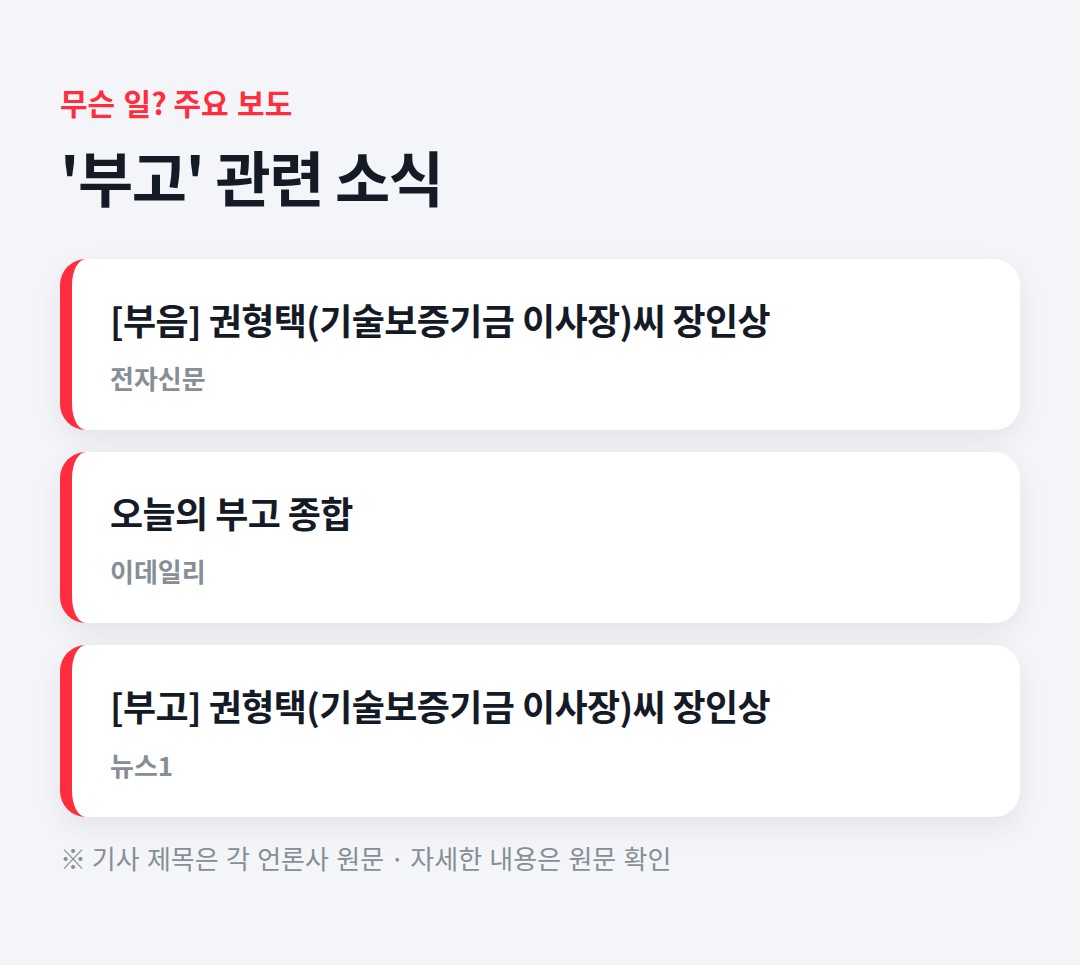 무슨 일? 주요 보도
'부고' 관련 소식
[부음] 권형택(기술보증기금 이사장)씨 장인상
전자신문
오늘의 부고 종합
이데일리
[부고] 권형택(기술보증기금 이사장)씨 장인상
뉴스1
※ 기사 제목은 각 언론사 원문 · 자세한 내용은 원문 확인